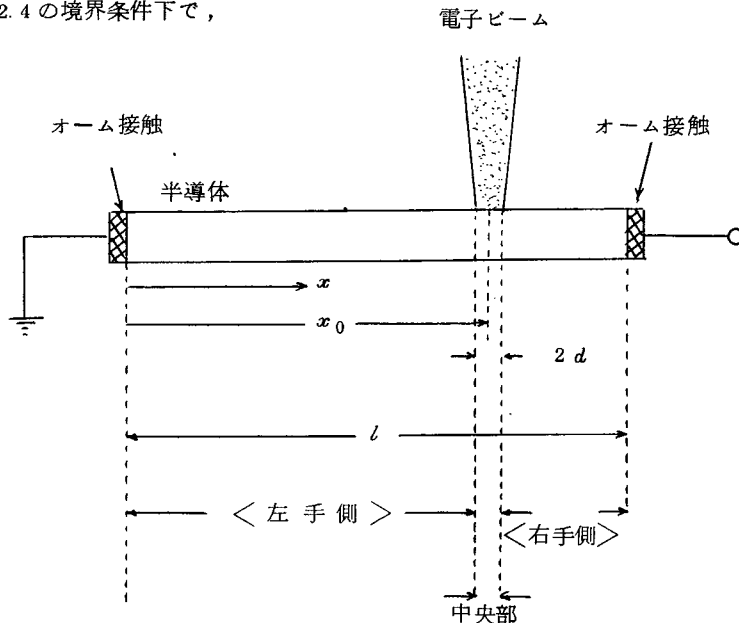 2.4の境界条件下で,
電子ビーム
オーム接触
オーム接触
半導体
x
x₀
2d
l
<左手側>
<右手側>
中央部